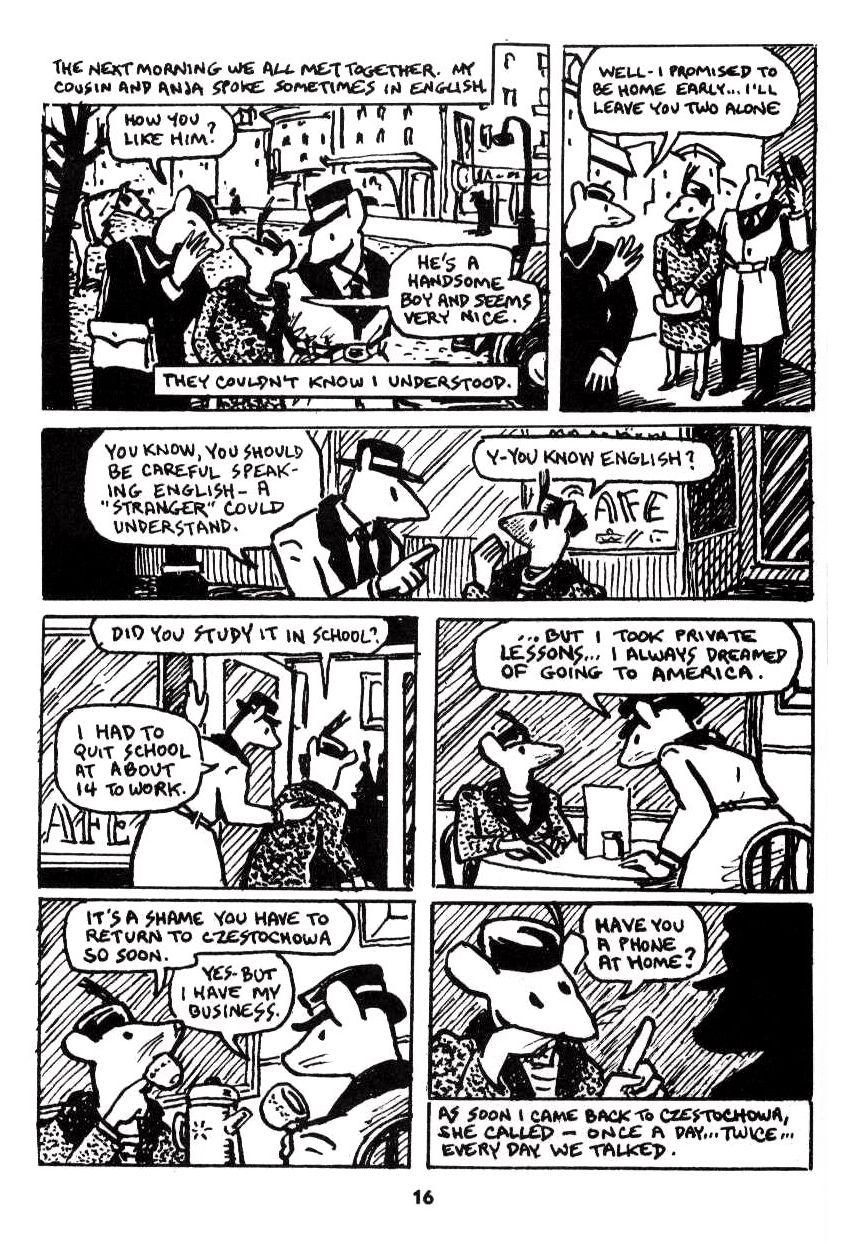 THE NEXT MORNING WE ALL MET TOGETHER. MY
COUSIN AND ANJA SPOKE SOMETIMES IN ENGLISH.
HOW YOU
LIKE HIM?
HE'S A
HANDSOME
BOY AND SEEMS
VERY NICE.
THEY COULDN'T KNOW I UNDERSTOOD.
WELL-I PROMISED TO
BE HOME EARLY... I'LL
LEAVE YOU TWO ALONE
YOU KNOW, YOU SHOULD
BE CAREFUL SPEAK-
ING ENGLISH - A
"STRANGER" COULD
UNDERSTAND.
Y-YOU KNOW ENGLISH?
CAFE
DID YOU STUDY IT IN SCHOOL?
I HAD TO
QUIT SCHOOL
AT ABOUT
14 TO WORK.
AFE
...BUT I TOOK PRIVATE
LESSONS... I ALWAYS DREAMED
OF GOING TO AMERICA.
IT'S A SHAME YOU HAVE TO
RETURN TO CZESTOCHOWA
SO SOON.
YES-BUT
I HAVE MY
BUSINESS.
HAVE YOU
A PHONE
AT HOME?
AS SOON I CAME BACK TO CZESTOCHOWA,
SHE CALLED - ONCE A DAY... TWICE...
EVERY DAY WE TALKED.
16